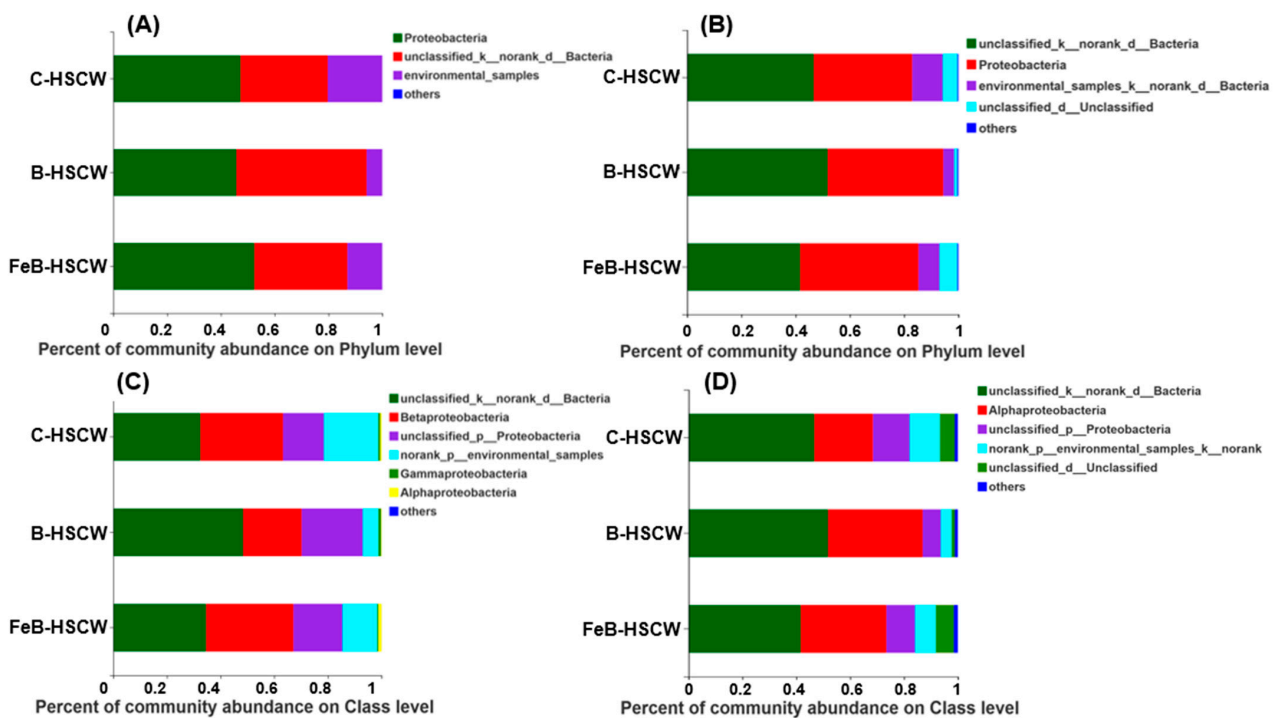 (A)
Proteobacteria
unclassified_k__norank_d__Bacteria
environmental_samples
others
C-HSCW
B-HSCW
FeB-HSCW
0 0.2 0.4 0.6 0.8 1
Percent of community abundance on Phylum level
(B)
unclassified_k__norank_d__Bacteria
Proteobacteria
environmental_samples_k__norank_d__Bacteria
unclassified_d__Unclassified
others
C-HSCW
B-HSCW
FeB-HSCW
0 0.2 0.4 0.6 0.8 1
Percent of community abundance on Phylum level
(C)
unclassified_k__norank_d__Bacteria
Betaproteobacteria
unclassified_p__Proteobacteria
norank_p__environmental_samples
Gammaproteobacteria
Alphaproteobacteria
others
C-HSCW
B-HSCW
FeB-HSCW
0 0.2 0.4 0.6 0.8 1
Percent of community abundance on Class level
(D)
unclassified_k__norank_d__Bacteria
Alphaproteobacteria
unclassified_p__Proteobacteria
norank_p__environmental_samples_k__norank
unclassified_d__Unclassified
others
C-HSCW
B-HSCW
FeB-HSCW
0 0.2 0.4 0.6 0.8 1
Percent of community abundance on Class level